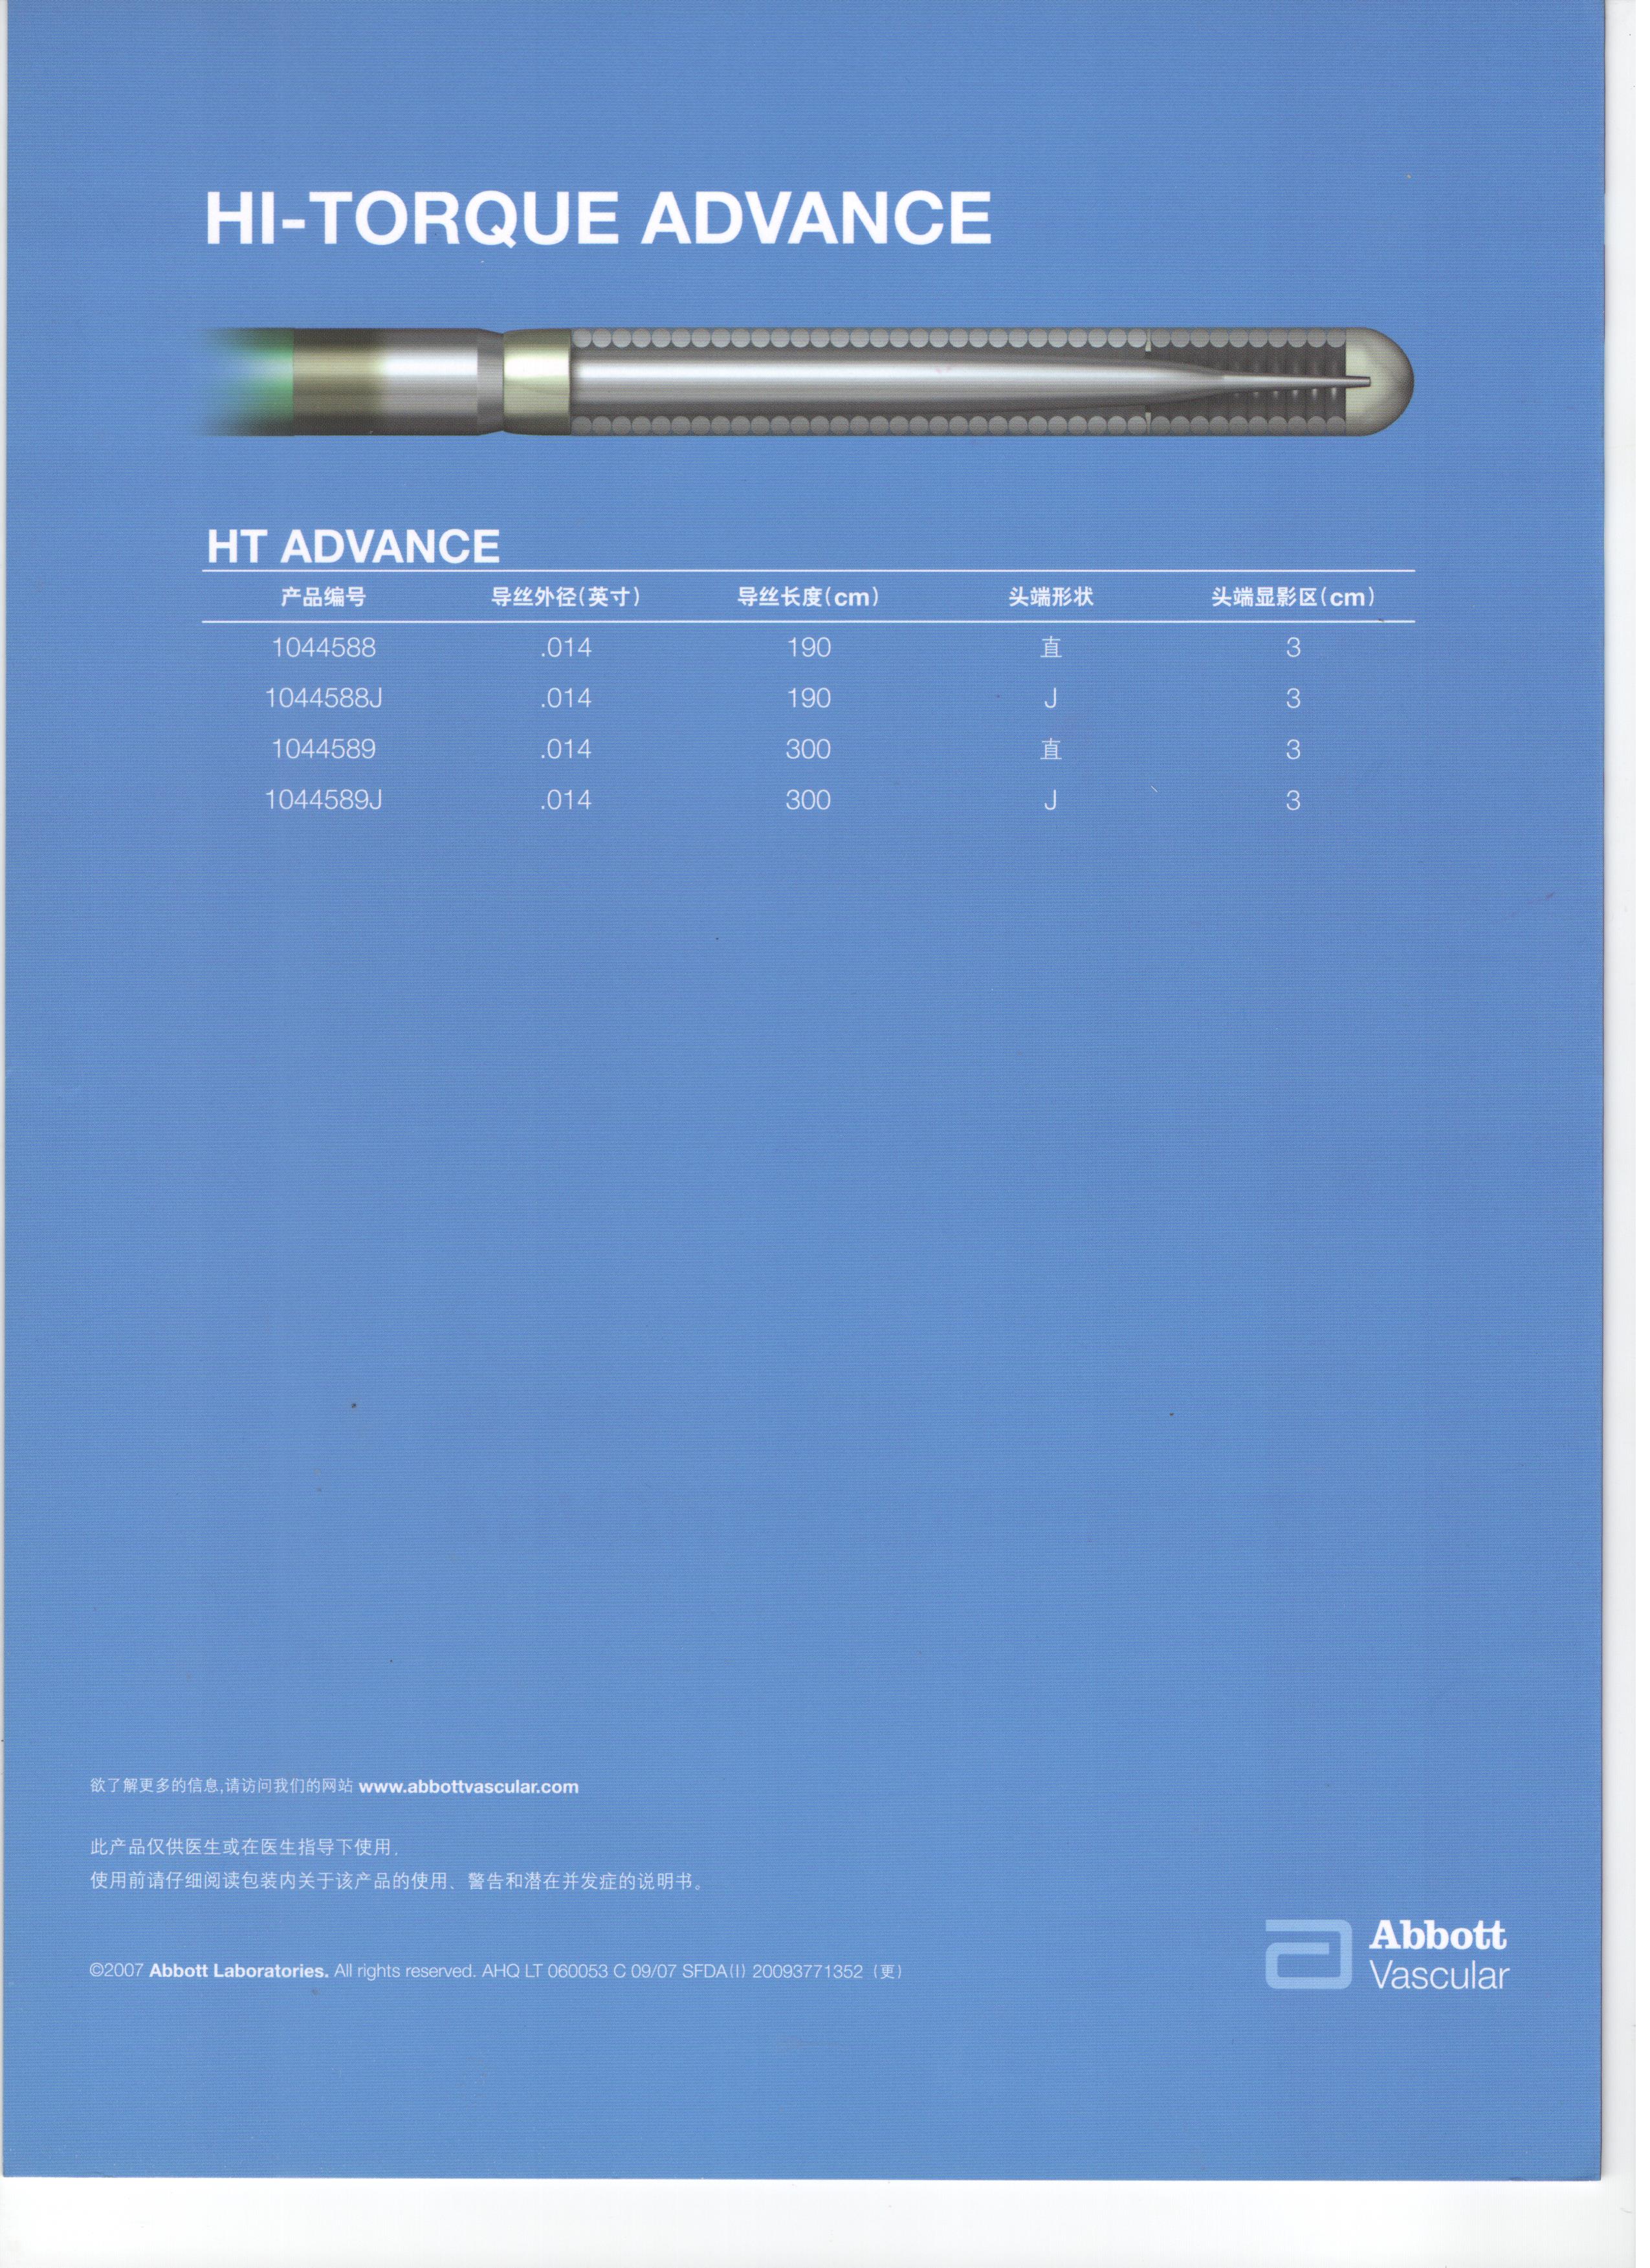 HI-TORQUE ADVANCE
HT ADVANCE
产品编号 导丝外径(英寸) 导丝长度(cm) 头端形状 头端显影区(cm)
1044588 .014 190 直 3
1044588J .014 190 J 3
1044589 .014 300 直 3
1044589J .014 300 J 3
欲了解更多的信息,请访问我们的网站 www.abbottvascular.com
此产品仅供医生或在医生指导下使用.
使用前请仔细阅读包装内关于该产品的使用、警告和潜在并发症的说明书。
©2007 Abbott Laboratories. All rights reserved. AHQ LT 060053 C 09/07 SFDA(I) 20093771352 (更)
Abbott
Vascular